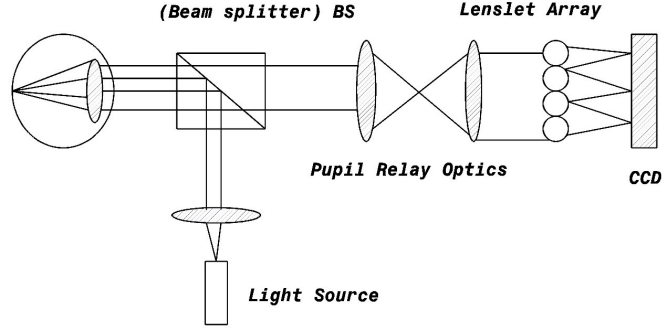 (Beam splitter) BS
Lenslet Array
Pupil Relay Optics
CCD
Light Source